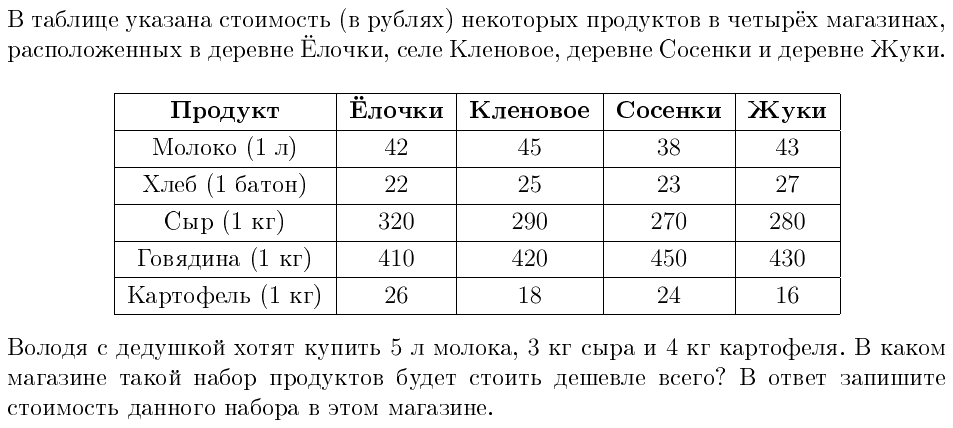 В таблице указана стоимость (в рублях) некоторых продуктов в четырёх магазинах,
расположенных в деревне Ёлочки, селе Кленовое, деревне Сосенки и деревне Жуки.
Продукт Ёлочки Кленовое Сосенки Жуки
Молоко (1 л) 42 45 38 43
Хлеб (1 батон) 22 25 23 27
Сыр (1 кг) 320 290 270 280
Говядина (1 кг) 410 420 450 430
Картофель (1 кг) 26 18 24 16
Володя с дедушкой хотят купить 5 л молока, 3 кг сыра и 4 кг картофеля. В каком
магазине такой набор продуктов будет стоить дешевле всего? В ответ запишите
стоимость данного набора в этом магазине.